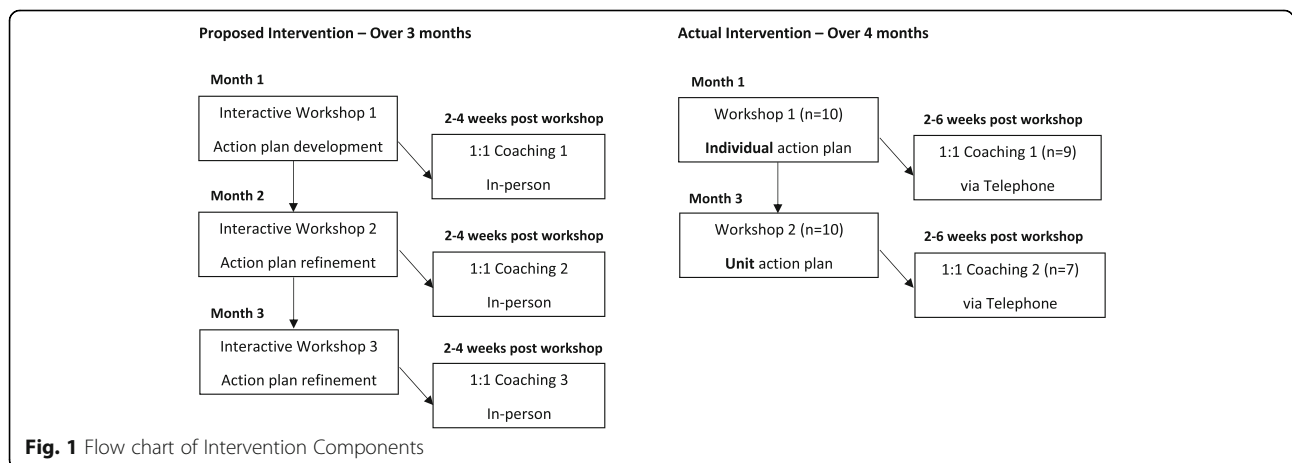 Proposed Intervention – Over 3 months
Month 1
Interactive Workshop 1
Action plan development
2-4 weeks post workshop
1:1 Coaching 1
In-person
Month 2
Interactive Workshop 2
Action plan refinement
2-4 weeks post workshop
1:1 Coaching 2
In-person
Month 3
Interactive Workshop 3
Action plan refinement
2-4 weeks post workshop
1:1 Coaching 3
In-person
Actual Intervention – Over 4 months
Month 1
Workshop 1 (n=10)
Individual action plan
2-6 weeks post workshop
1:1 Coaching 1 (n=9)
via Telephone
Month 3
Workshop 2 (n=10)
Unit action plan
2-6 weeks post workshop
1:1 Coaching 2 (n=7)
via Telephone
Fig. 1 Flow chart of Intervention Components